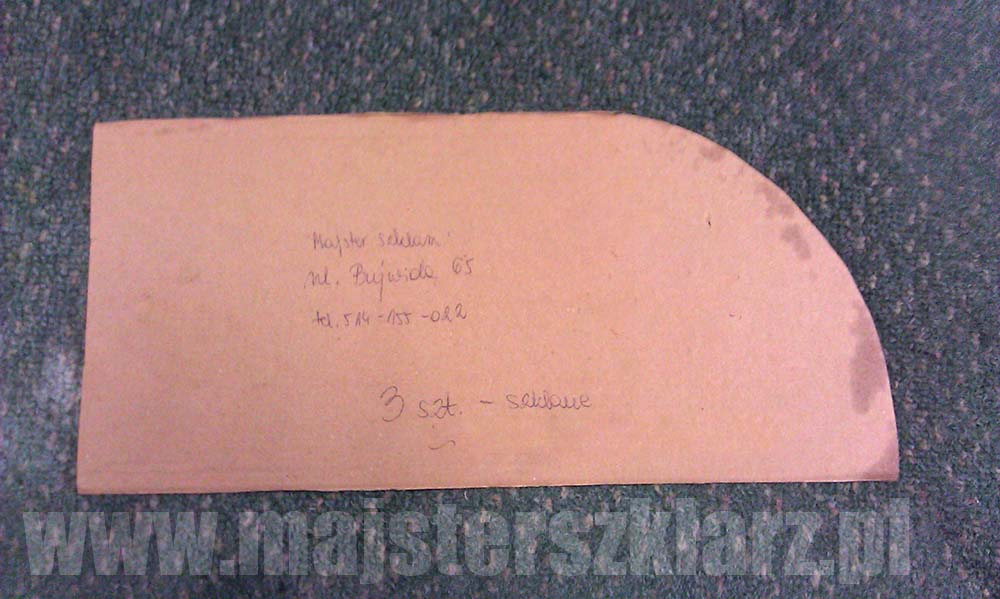 Majster szklarz
ul. Bujwida 65
tel. 514-155-022
3 szt. - szklane
www.majsterszklarz.pl